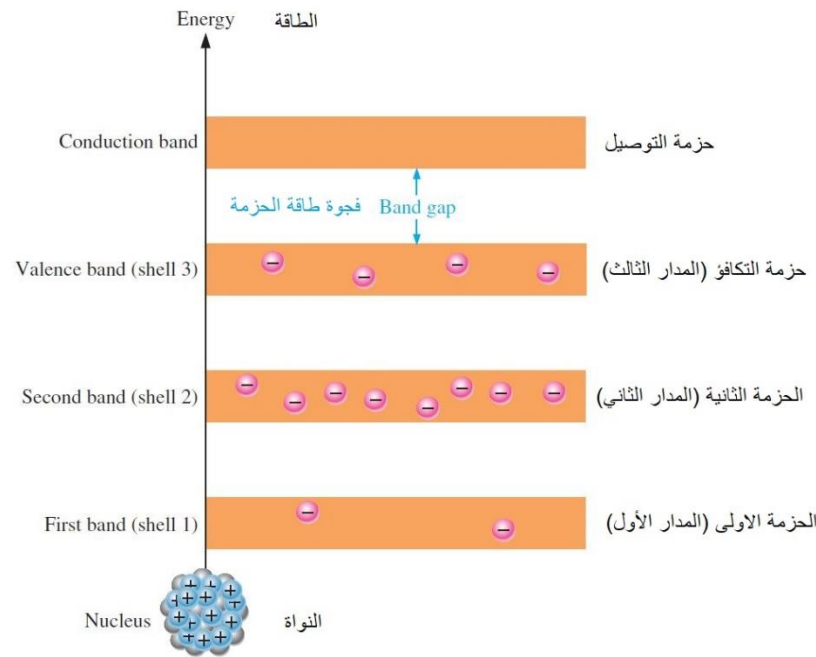 Energy الطاقة
Conduction band حزمة التوصيل
فجوة طاقة الحزمة Band gap
Valence band (shell 3) حزمة التكافؤ (المدار الثالث)
Second band (shell 2) الحزمة الثانية (المدار الثاني)
First band (shell 1) الحزمة الاولى (المدار الأول)
Nucleus النواة